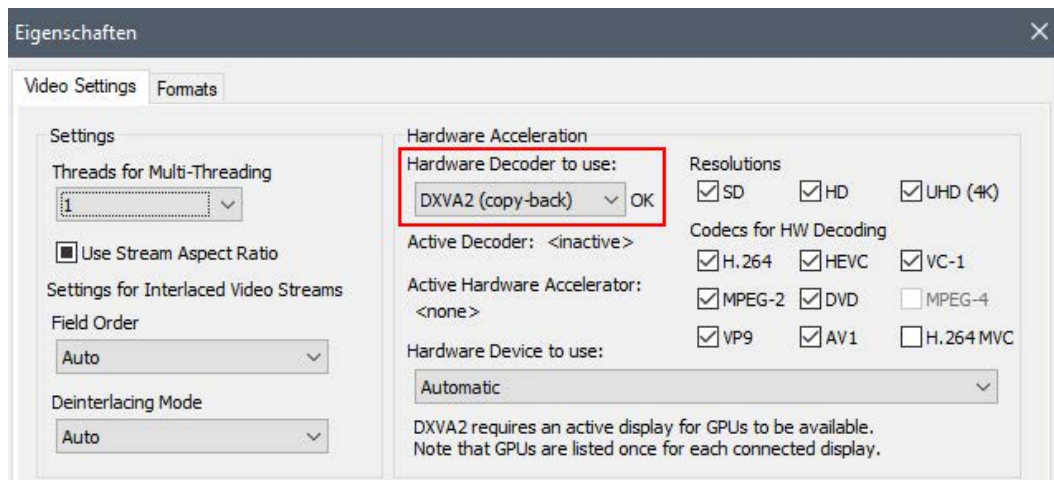 Eigenschaften
Video Settings
Formats
Settings
Threads for Multi-Threading
1
Use Stream Aspect Ratio
Settings for Interlaced Video Streams
Field Order
Auto
Deinterlacing Mode
Auto
Hardware Acceleration
Hardware Decoder to use:
DXVA2 (copy-back) OK
Active Decoder: <inactive>
Active Hardware Accelerator:
<none>
Hardware Device to use:
Automatic
DXVA2 requires an active display for GPUs to be available.
Note that GPUs are listed once for each connected display.
Resolutions
SD HD UHD (4K)
Codecs for HW Decoding
H.264 HEVC VC-1
MPEG-2 DVD MPEG-4
VP9 AV1 H.264 MVC